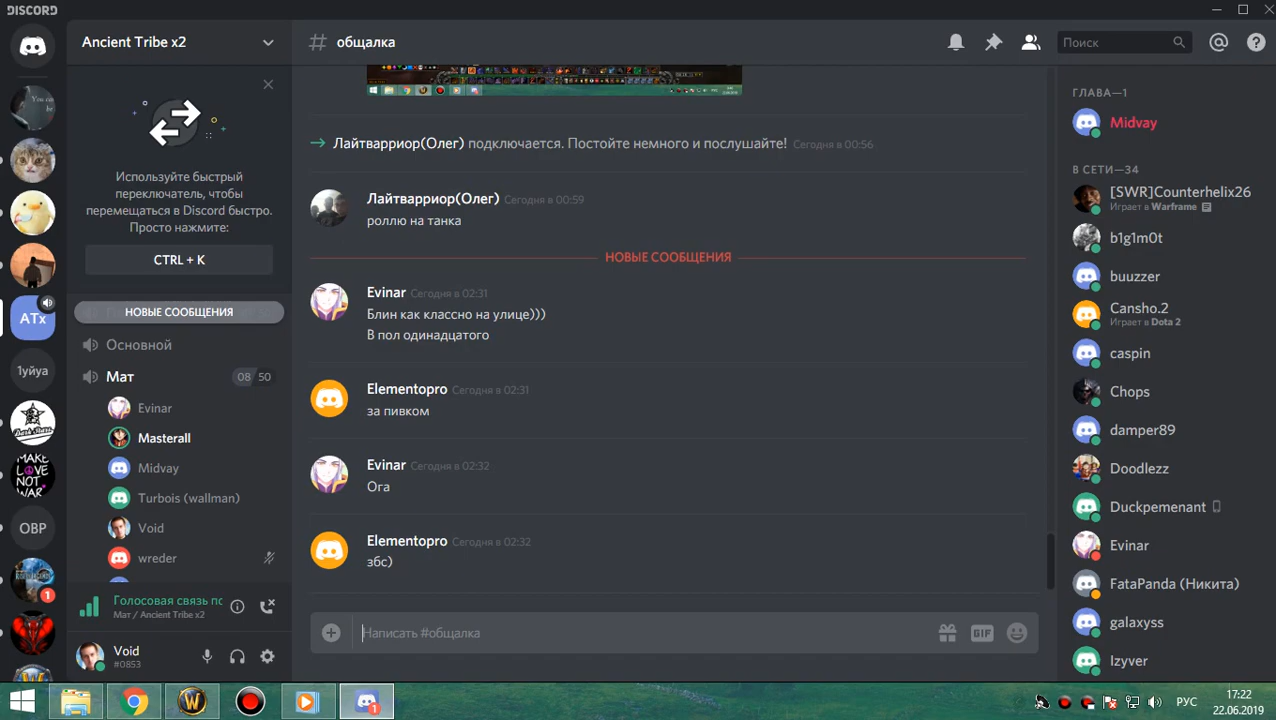 DISCORD
Ancient Tribe x2
Используйте быстрый
переключатель, чтобы
перемещаться в Discord быстро.
Просто нажмите:
CTRL + K
НОВЫЕ СООБЩЕНИЯ
Основной
Мат 08 50
Evinar
Masterall
Midvay
Turbois (wallman)
Void
wreder
Голосовая связь по
Мат / Ancient Tribe x2
Void
#0853
ATx
1уйуа
MAKE
LOVE
NOT
WAR
OBP
1
# общалка
Поиск
Лайтварриор(Олег) подключается. Постойте немного и послушайте! Сегодня в 00:56
Лайтварриор(Олег) Сегодня в 00:59
роллю на танка
НОВЫЕ СООБЩЕНИЯ
Evinar Сегодня в 02:31
Блин как классно на улице)))
В пол одинадцатого
Elementopro Сегодня в 02:31
за пивком
Evinar Сегодня в 02:32
Ога
Elementopro Сегодня в 02:32
збс)
Написать #общалка
GIF
ГЛАВА—1
Midvay
В СЕТИ—34
[SWR]Counterhelix26
Играет в Warframe
b1g1m0t
buuzzer
Cansho.2
Играет в Dota 2
caspin
Chops
damper89
Doodlezz
Duckpemenant
Evinar
FataPanda (Никита)
galaxyss
Izyver
1
РУС
17:22
22.06.2019